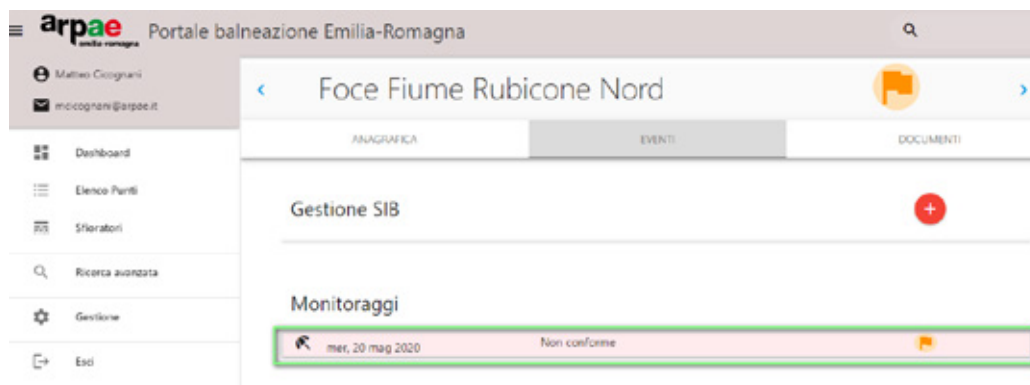 arpae
emilia-romagna
Portale balneazione Emilia-Romagna
Matteo Cicognani
mcicognani@arpae.it
Dashboard
Elenco Punti
Sfioratori
Ricerca avanzata
Gestione
Esci
Foce Fiume Rubicone Nord
ANAGRAFICA EVENTI DOCUMENTI
Gestione SIB
Monitoraggi
mer, 20 mag 2020 Non conforme